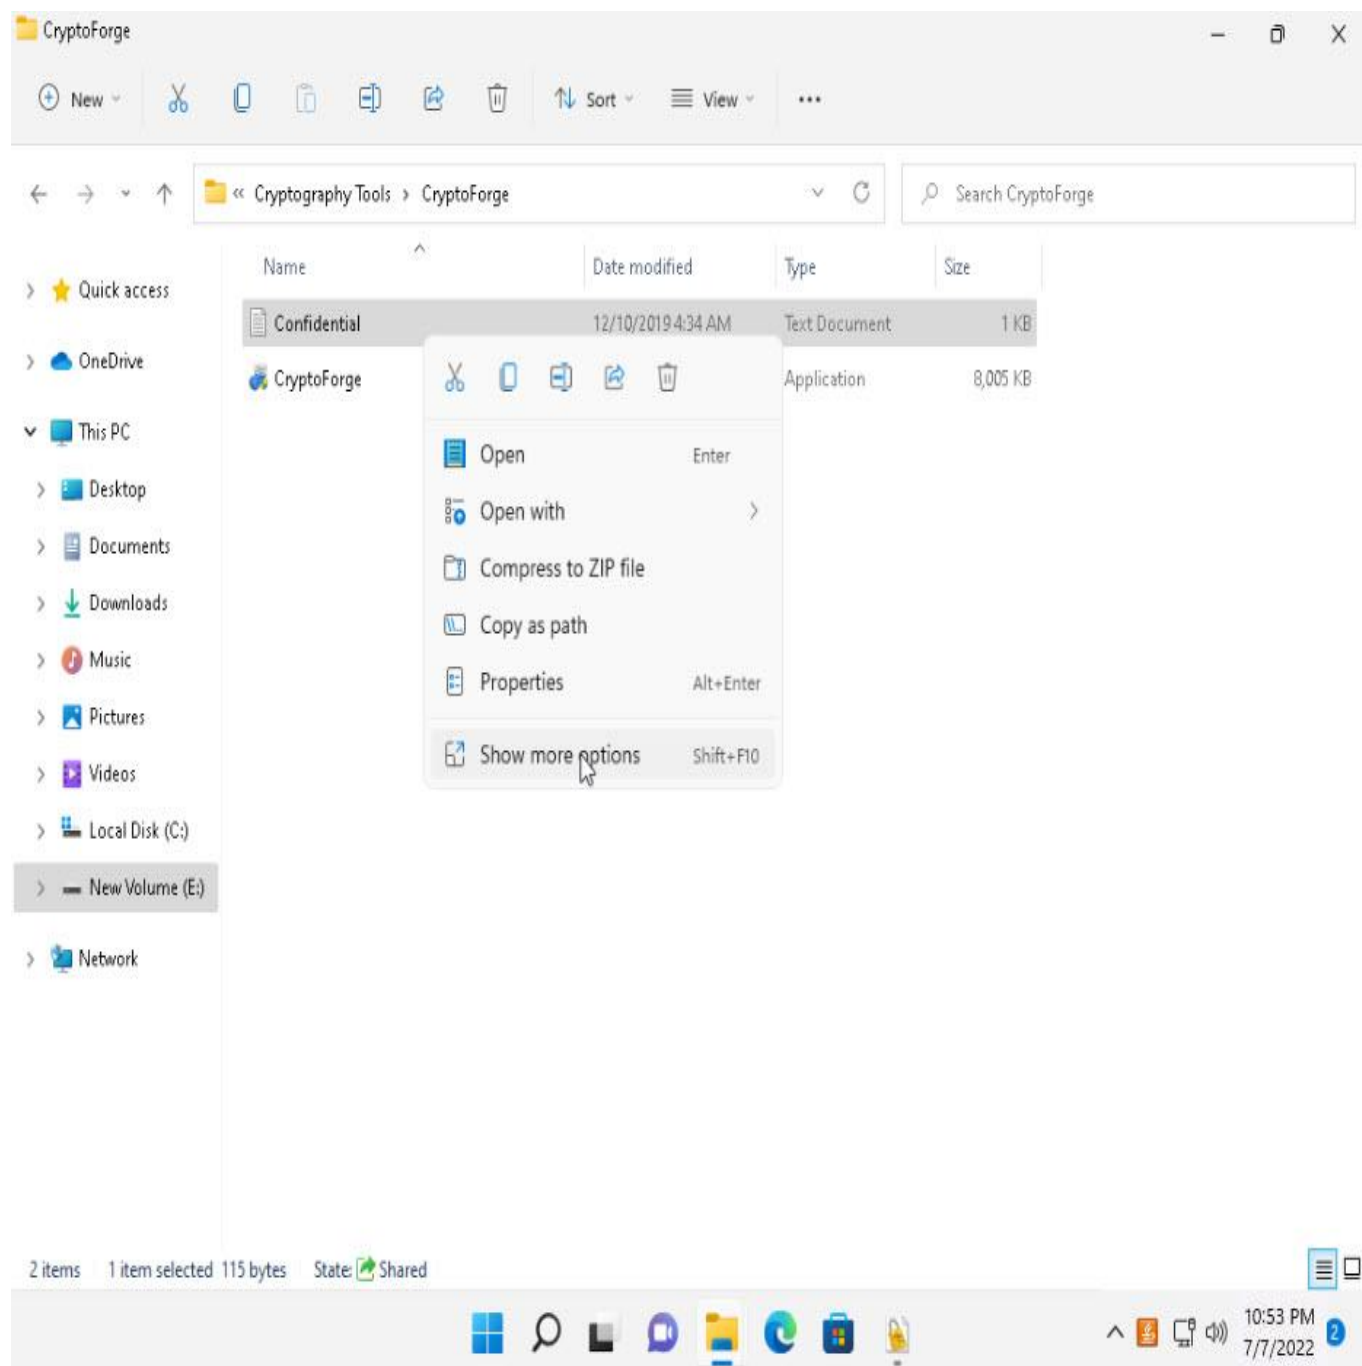 CryptoForge
New
Sort
View
« Cryptography Tools > CryptoForge
Search CryptoForge
Name
Date modified
Type
Size
Quick access
OneDrive
This PC
Desktop
Documents
Downloads
Music
Pictures
Videos
Local Disk (C:)
New Volume (E:)
Network
Confidential 12/10/2019 4:34 AM Text Document 1 KB
CryptoForge Application 8,005 KB
Open Enter
Open with
Compress to ZIP file
Copy as path
Properties Alt+Enter
Show more options Shift+F10
2 items 1 item selected 115 bytes State: Shared
10:53 PM
7/7/2022
2